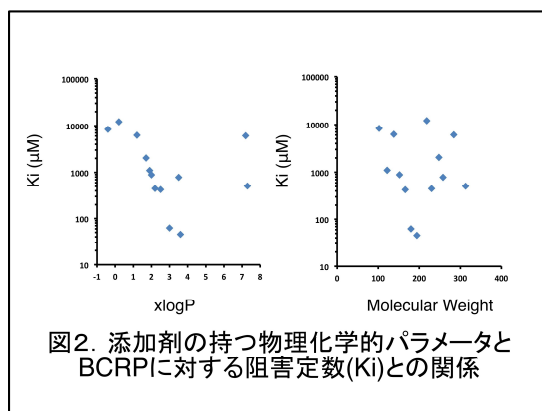 100000
10000
1000
100
10
Ki (μM)
-1 0 1 2 3 4 5 6 7 8
xlogP
100000
10000
1000
100
10
Ki (μM)
0 100 200 300 400
Molecular Weight
図2. 添加剤の持つ物理化学的パラメータと
BCRPに対する阻害定数(Ki)との関係